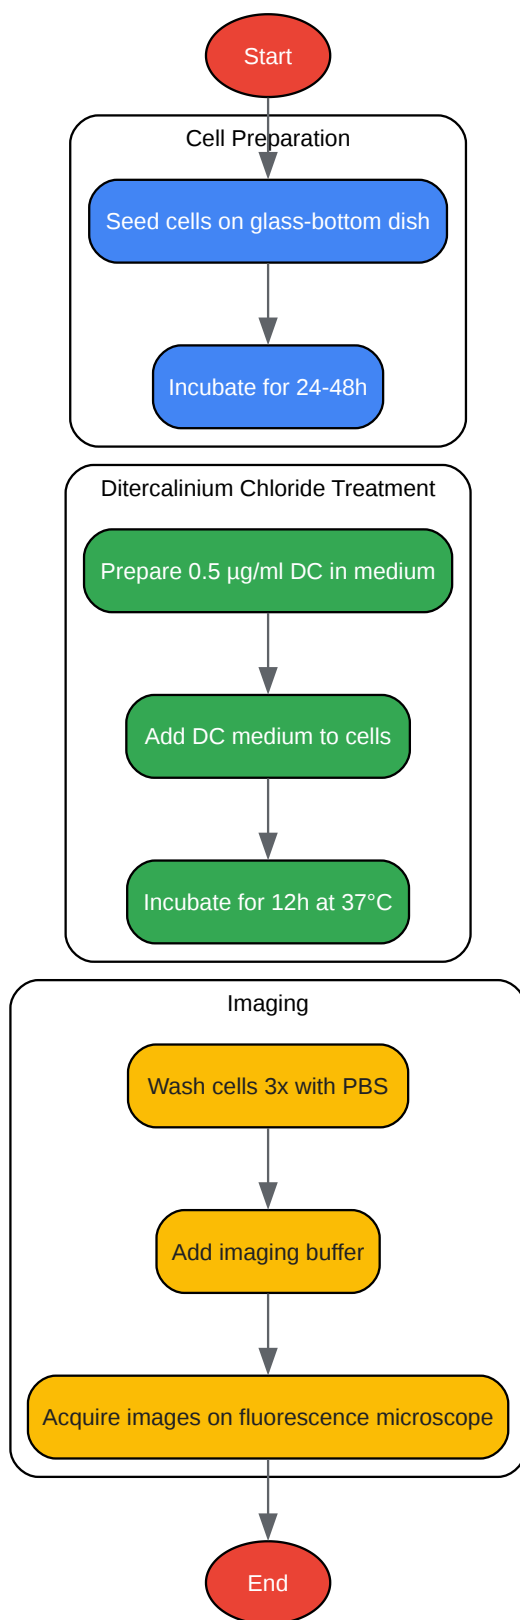 Start
Cell Preparation
Seed cells on glass-bottom dish
Incubate for 24-48h
Ditercalinium Chloride Treatment
Prepare 0.5 µg/ml DC in medium
Add DC medium to cells
Incubate for 12h at 37°C
Imaging
Wash cells 3x with PBS
Add imaging buffer
Acquire images on fluorescence microscope
End